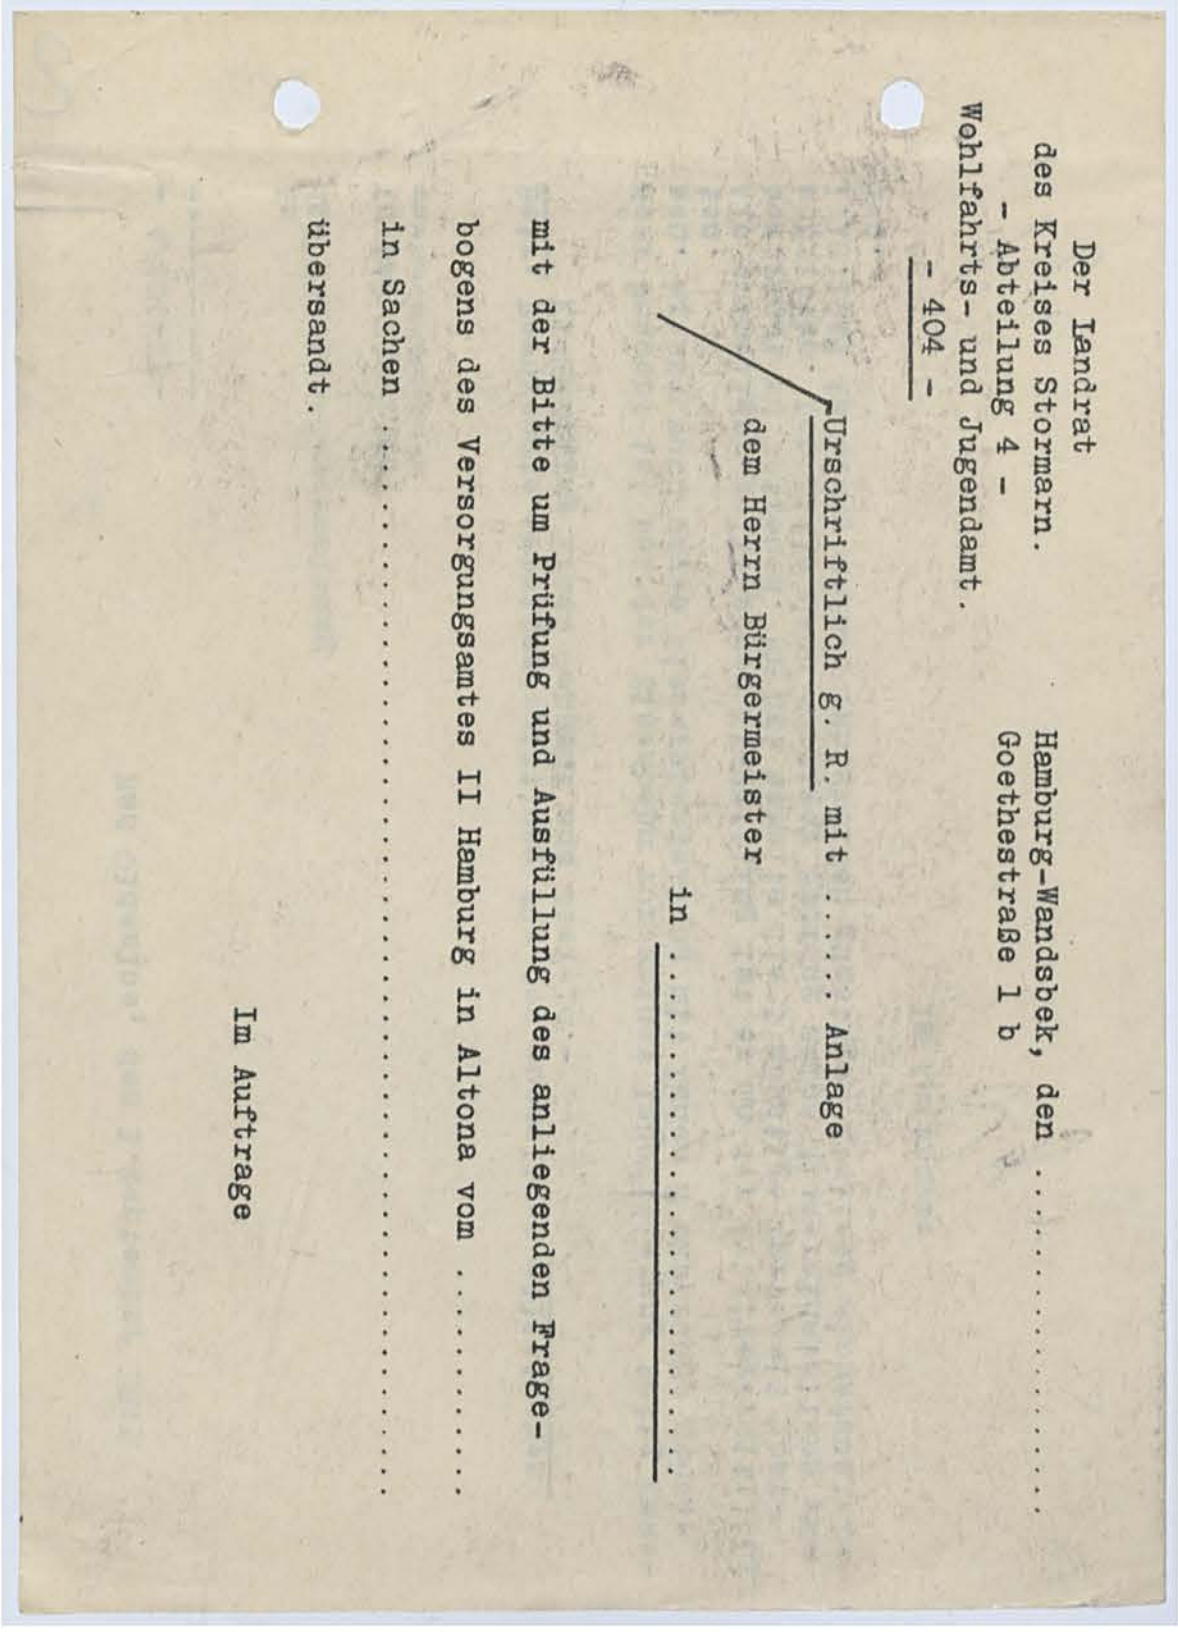 Der Landrat
des Kreises Stormarn.
- Abteilung 4 -
Wohlfahrts- und Jugendamt.
- 404 -
Hamburg-Wandsbek, den ................
Goethestraße 1 b
Urschriftlich g. R. mit ...... Anlage
dem Herrn Bürgermeister
in ..............................
mit der Bitte um Prüfung und Ausfüllung des anliegenden Frage-
bogens des Versorgungsamtes II Hamburg in Altona vom ............
in Sachen ............................................................
übersandt.
Im Auftrage